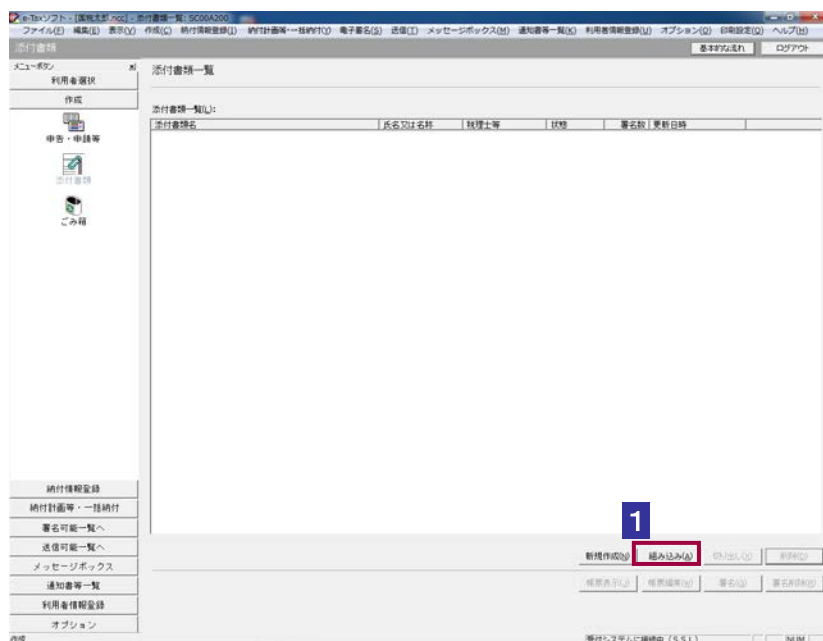 e-Taxソフト - [国税太郎.ncc] - 添付書類一覧: SC00A200
ファイル(F) 編集(E) 表示(V) 作成(C) 納付情報登録(I) 納付計画等・一括納付(Y) 電子署名(S) 送信(T) メッセージボックス(M) 通知書等一覧(K) 利用者情報登録(U) オプション(O) 印刷設定(Q) ヘルプ(H)
添付書類 基本的な流れ ログアウト
メニューボタン
利用者選択
作成
申告・申請等
添付書類
ごみ箱
添付書類一覧
添付書類一覧(L):
添付書類名 氏名又は名称 税理士等 状態 署名数 更新日時
納付情報登録
納付計画等・一括納付
署名可能一覧へ
送信可能一覧へ
メッセージボックス
通知書等一覧
利用者情報登録
オプション
1
新規作成(N) 組み込み(A) 切り出し(X) 削除(D)
帳票表示(J) 帳票編集(W) 署名(G) 署名削除(B)
作成 受付システムに接続中 (SSL) NUM